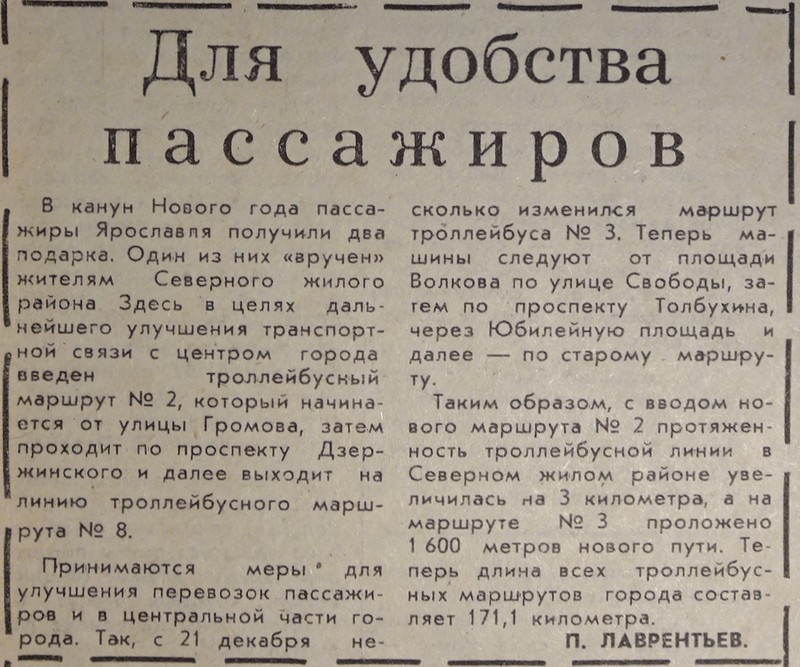 Для удобства
пассажиров
В канун Нового года пасса-
жиры Ярославля получили два
подарка. Один из них «вручен»
жителям Северного жилого
района Здесь в целях даль-
нейшего улучшения транспорт-
ной связи с центром города
введен троллейбусный
маршрут № 2, который начина-
ется от улицы Громова, затем
проходит по проспекту Дзер-
жинского и далее выходит на
линию троллейбусного марш-
рута № 8.
Принимаются меры для
улучшения перевозок пассажи-
ров и в центральной части го-
рода. Так, с 21 декабря не-
сколько изменился маршрут
троллейбуса № 3. Теперь ма-
шины следуют от площади
Волкова по улице Свободы, за-
тем по проспекту Толбухина,
через Юбилейную площадь и
далее — по старому маршру-
ту.
Таким образом, с вводом но-
вого маршрута № 2 протяжен-
ность троллейбусной линии в
Северном жилом районе уве-
личилась на 3 километра, а на
маршруте № 3 проложено
1 600 метров нового пути. Те-
перь длина всех троллейбус-
ных маршрутов города состав-
ляет 171,1 километра.
П. ЛАВРЕНТЬЕВ.